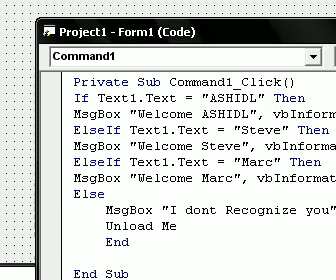 Project1 - Form1 (Code)
Command1
Private Sub Command1_Click()
If Text1.Text = "ASHIDL" Then
MsgBox "Welcome ASHIDL", vbInform
ElseIf Text1.Text = "Steve" Then
MsgBox "Welcome Steve", vbInformat
ElseIf Text1.Text = "Marc" Then
MsgBox "Welcome Marc", vbInformat
Else
MsgBox "I dont Recognize you"
Unload Me
End
End Sub